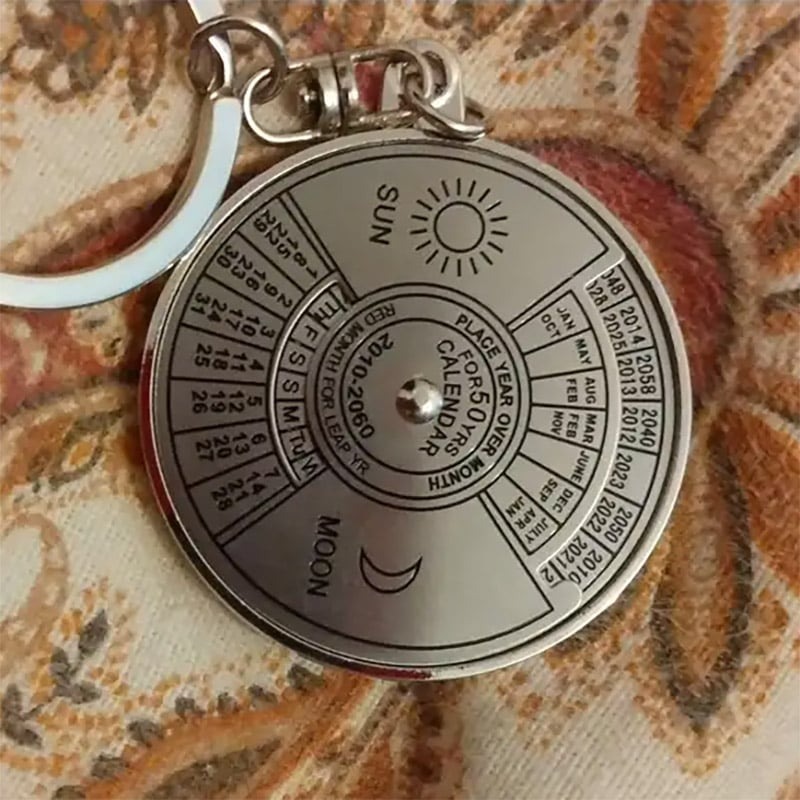 SUN
PLACE YEAR OVER MONTH
RED MONTH FOR LEAP YR
FOR 50 YRS
CALENDAR
2010-2060
MOON
JAN OCT
MAY
AUG FEB
MAR FEB NOV
JUNE
DEC SEP
JULY APR JAN
2014
2025
2058
2013
2040
2012
2023
2050
2022
2021
F
S
S
M
Tu
1 8 15 22 29
2 9 16 23 30
3 10 17 24 31
4 11 18 25
5 12 19 26
6 13 20 27
7 14 21 28